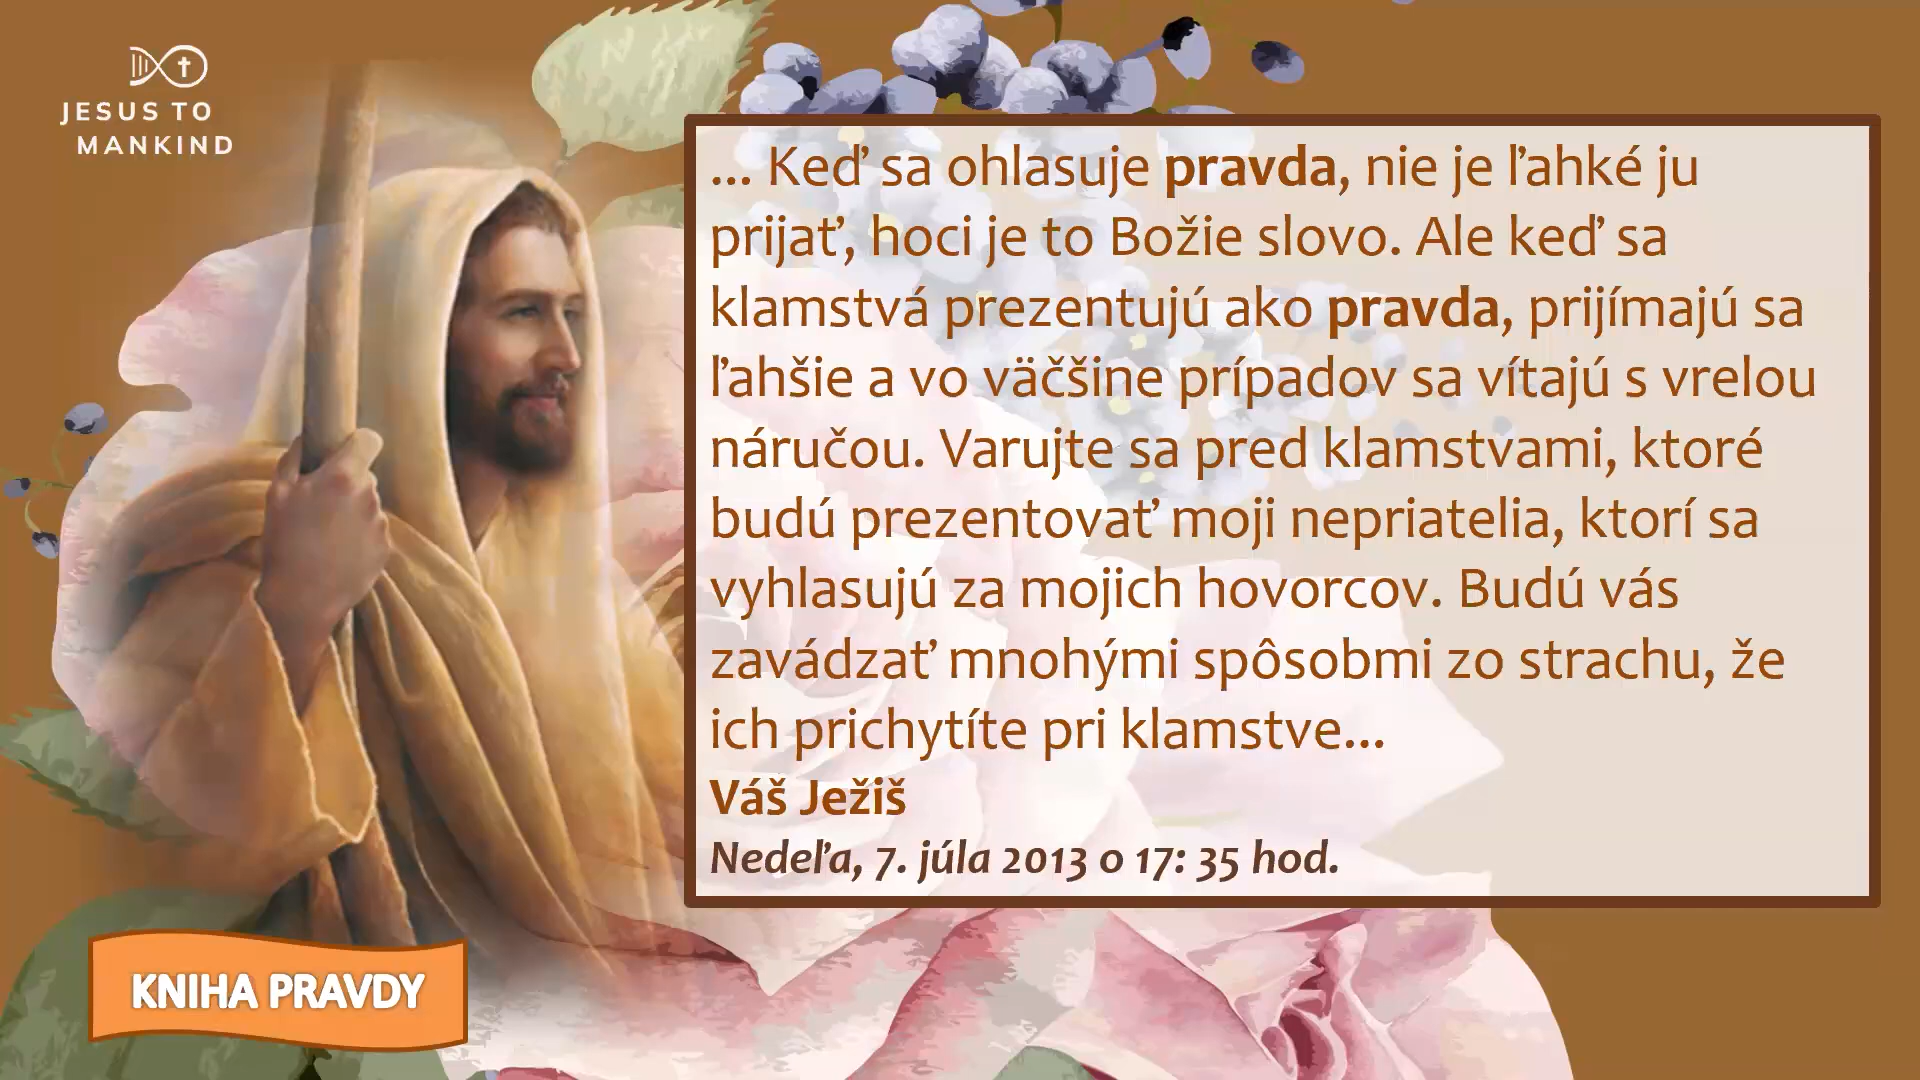 JESUS TO
MANKIND
... Keď sa ohlasuje pravda, nie je ľahké ju
prijať, hoci je to Božie slovo. Ale keď sa
klamstvá prezentujú ako pravda, prijímajú sa
ľahšie a vo väčšine prípadov sa vítajú s vrelou
náručou. Varujte sa pred klamstvami, ktoré
budú prezentovať moji nepriatelia, ktorí sa
vyhlasujú za mojich hovorcov. Budú vás
zavádzať mnohými spôsobmi zo strachu, že
ich prichytíte pri klamstve...
Váš Ježiš
Nedeľa, 7. júla 2013 o 17: 35 hod.
KNIHA PRAVDY